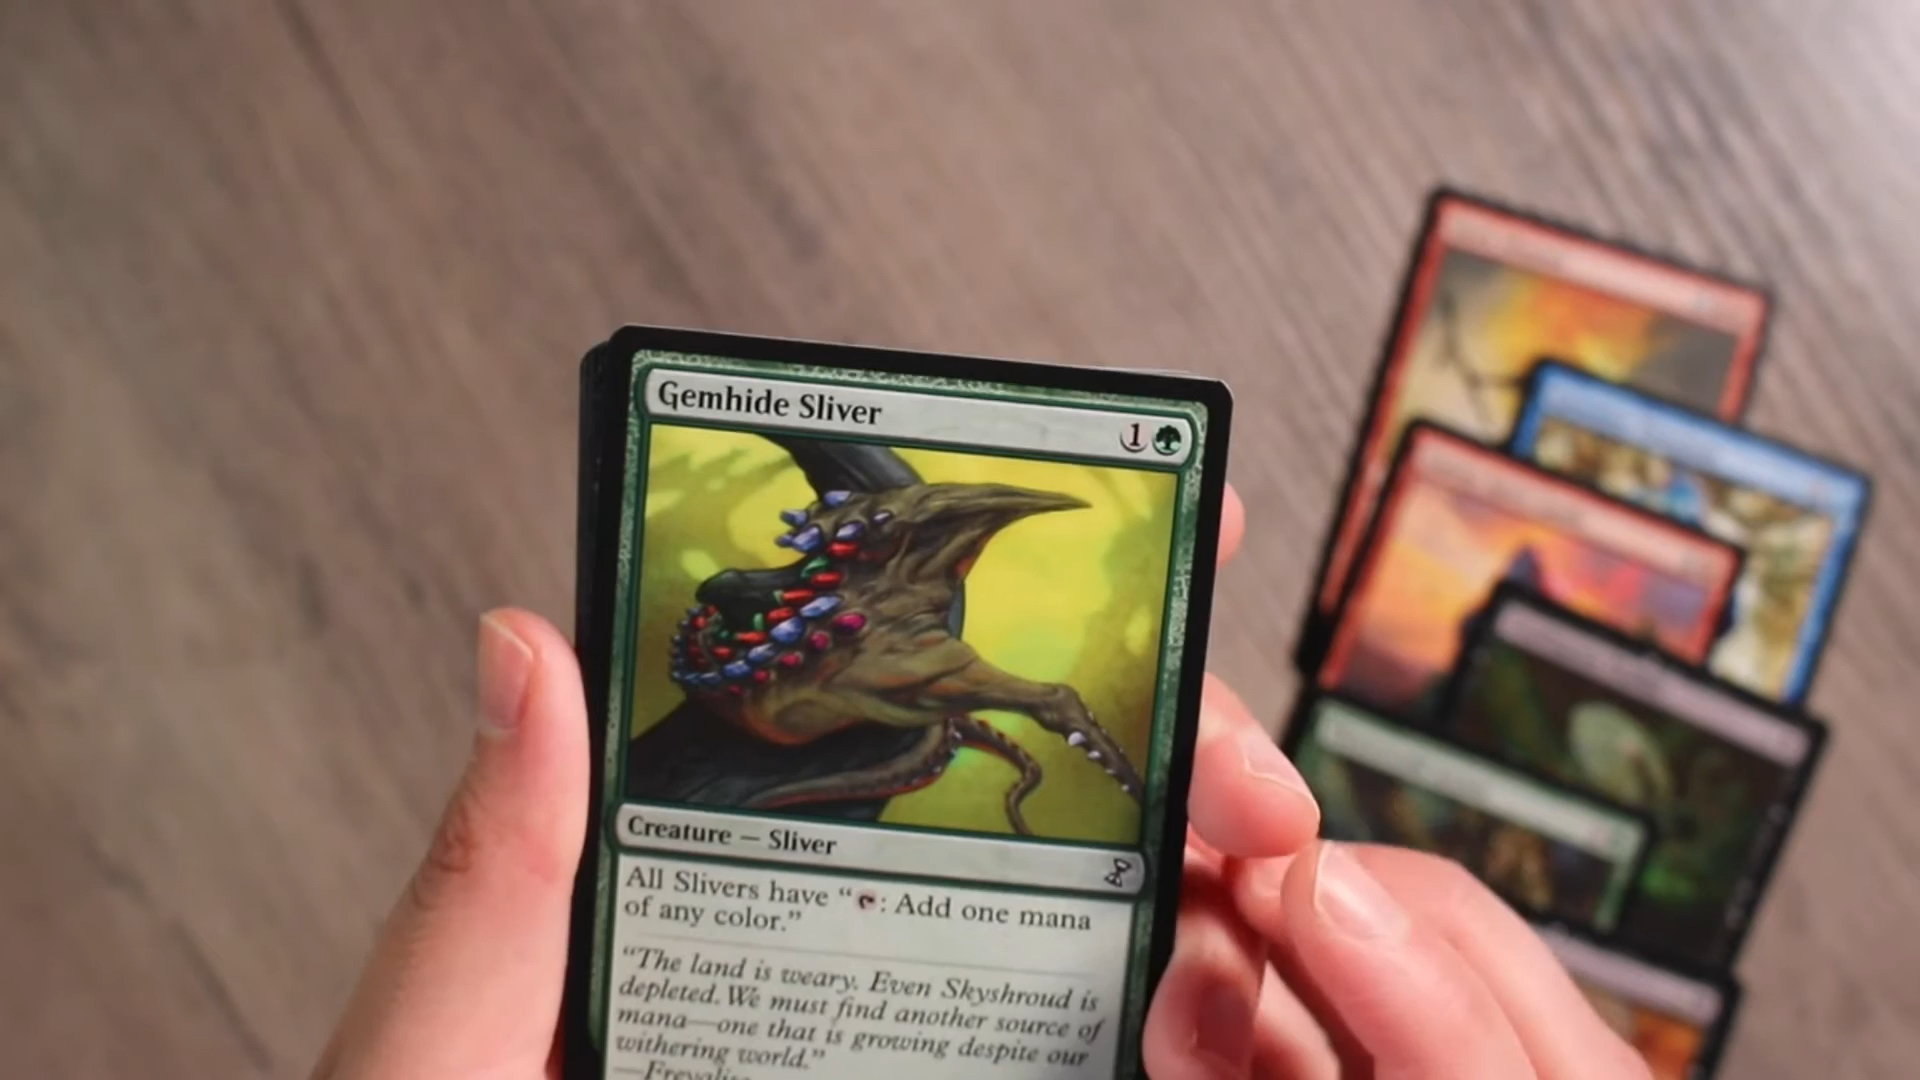 Gemhide Sliver
1
Creature — Sliver
All Slivers have “: Add one mana
of any color.”
“The land is weary. Even Skyshroud is
depleted. We must find another source of
mana—one that is growing despite our
withering world.”
—Freyalise